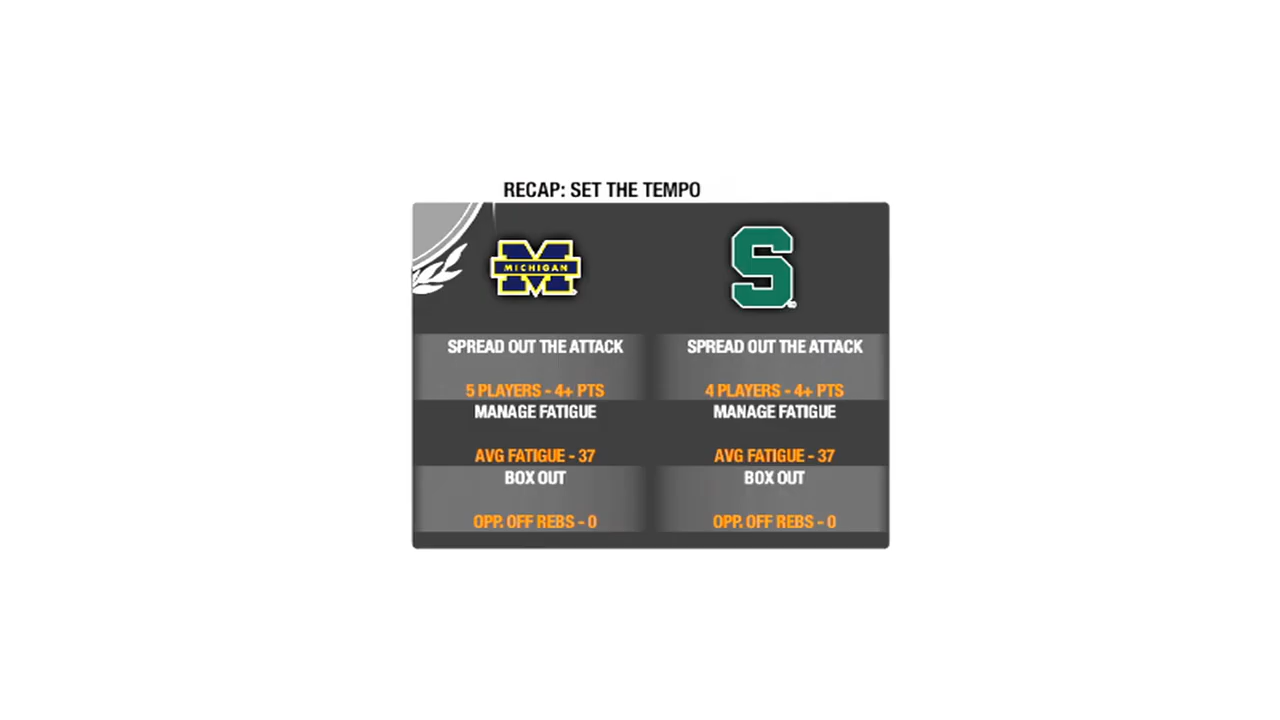 RECAP: SET THE TEMPO
MICHIGAN
S
SPREAD OUT THE ATTACK SPREAD OUT THE ATTACK
5 PLAYERS - 4+ PTS 4 PLAYERS - 4+ PTS
MANAGE FATIGUE MANAGE FATIGUE
AVG FATIGUE - 37 AVG FATIGUE - 37
BOX OUT BOX OUT
OPP. OFF REBS - 0 OPP. OFF REBS - 0